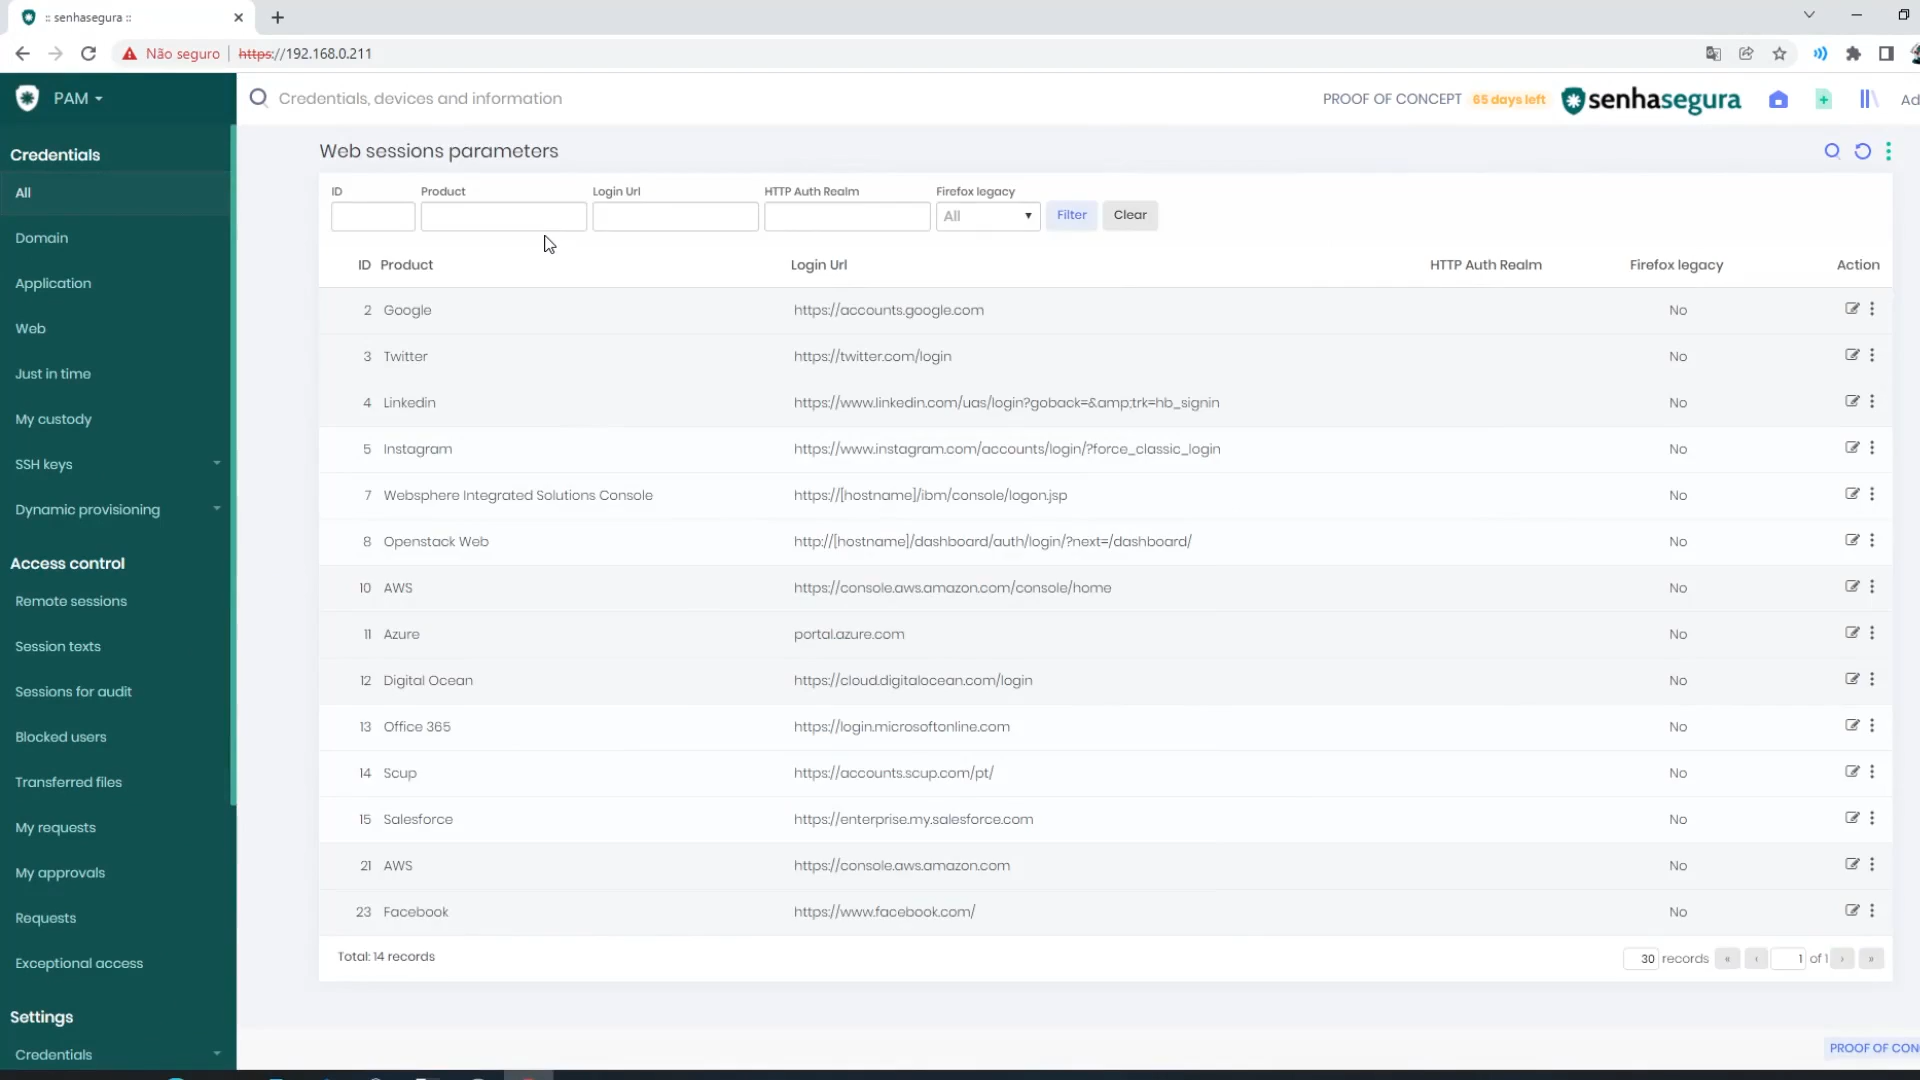 :: senhasegura ::
Não seguro https://192.168.0.211
PAM
Credentials, devices and information
PROOF OF CONCEPT 65 days left
senhasegura
Credentials
All
Domain
Application
Web
Just in time
My custody
SSH keys
Dynamic provisioning
Access control
Remote sessions
Session texts
Sessions for audit
Blocked users
Transferred files
My requests
My approvals
Requests
Exceptional access
Settings
Credentials
Web sessions parameters
ID Product Login Url HTTP Auth Realm Firefox legacy
All Filter Clear
ID Product Login Url HTTP Auth Realm Firefox legacy Action
2 Google https://accounts.google.com No
3 Twitter https://twitter.com/login No
4 Linkedin https://www.linkedin.com/uas/login?goback=&amp;trk=hb_signin No
5 Instagram https://www.instagram.com/accounts/login/?force_classic_login No
7 Websphere Integrated Solutions Console https://[hostname]/ibm/console/logon.jsp No
8 Openstack Web http://[hostname]/dashboard/auth/login/?next=/dashboard/ No
10 AWS https://console.aws.amazon.com/console/home No
11 Azure portal.azure.com No
12 Digital Ocean https://cloud.digitalocean.com/login No
13 Office 365 https://login.microsoftonline.com No
14 Scup https://accounts.scup.com/pt/ No
15 Salesforce https://enterprise.my.salesforce.com No
21 AWS https://console.aws.amazon.com No
23 Facebook https://www.facebook.com/ No
Total: 14 records
30 records « ‹ 1 of 1 › »
PROOF OF CON